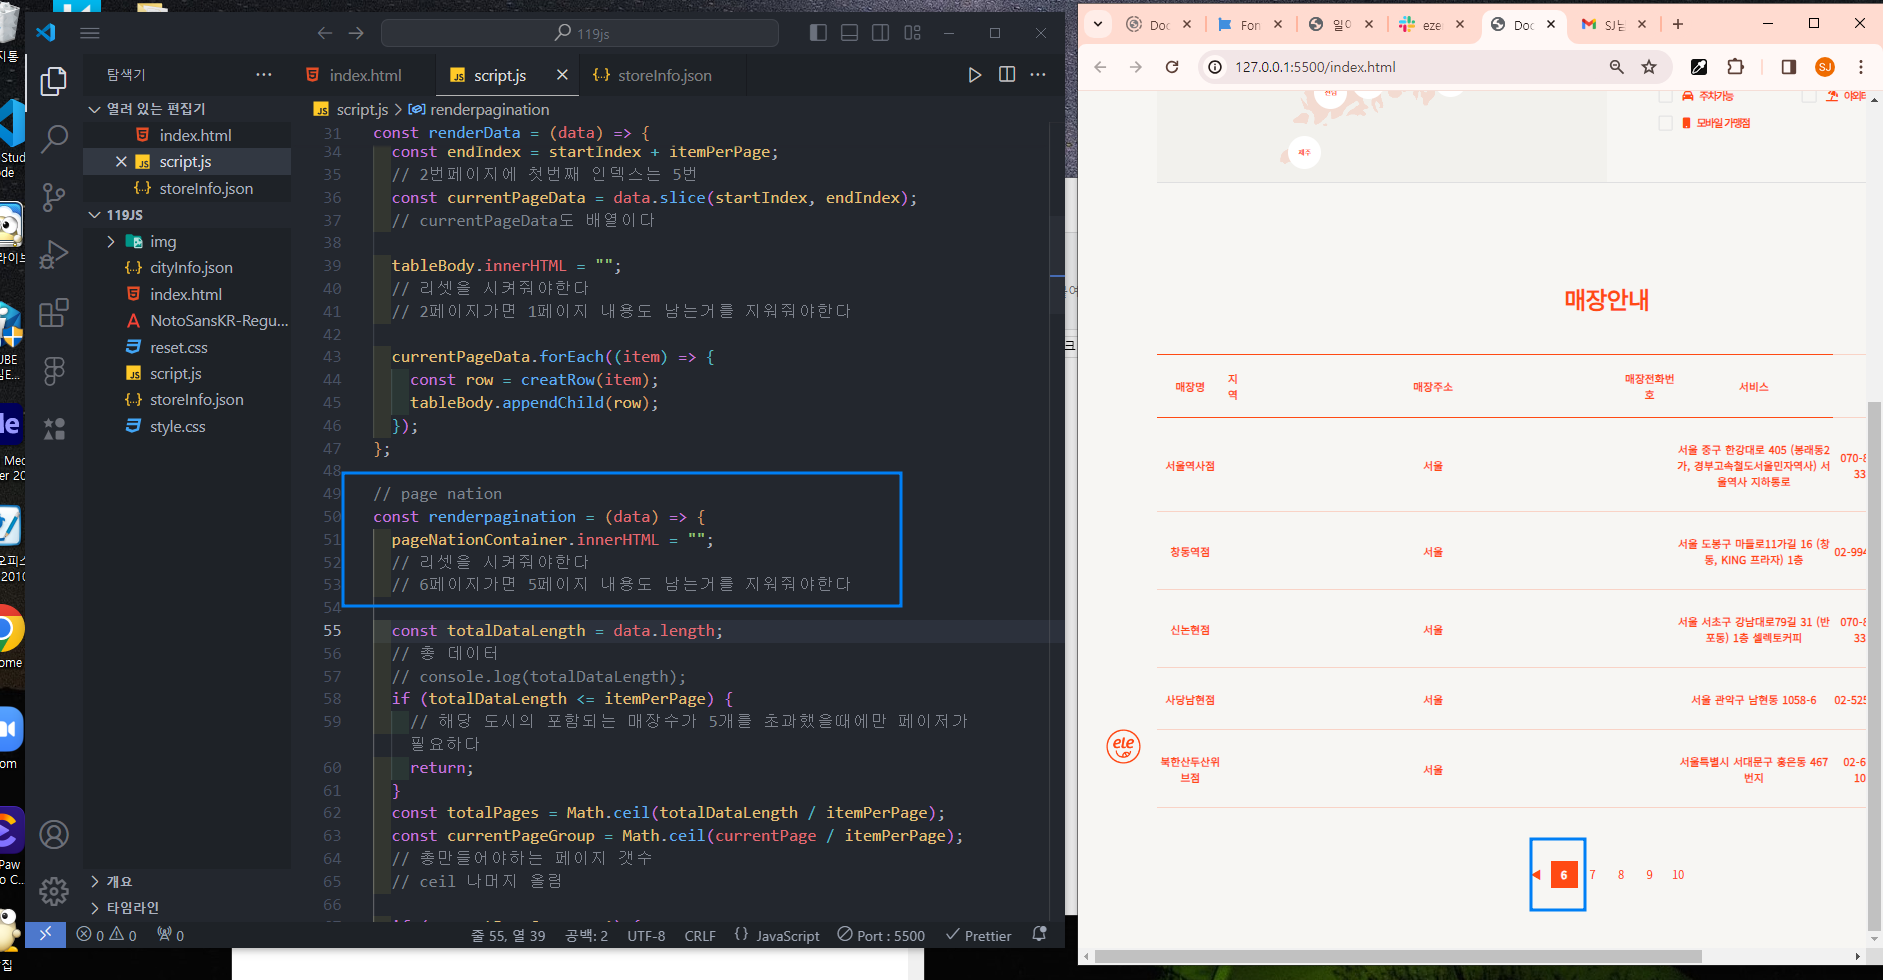 119js
탐색기
index.html
script.js
storeInfo.json
열려 있는 편집기
index.html
script.js
storeInfo.json
119JS
img
cityInfo.json
index.html
NotoSansKR-Regu...
reset.css
script.js
storeInfo.json
style.css
개요
타임라인
script.js > renderpagination
31 const renderData = (data) => {
34 const endIndex = startIndex + itemPerPage;
35 // 2번페이지에 첫번째 인덱스는 5번
36 const currentPageData = data.slice(startIndex, endIndex);
37 // currentPageData도 배열이다
38
39 tableBody.innerHTML = "";
40 // 리셋을 시켜줘야한다
41 // 2페이지가면 1페이지 내용도 남는거를 지워줘야한다
42
43 currentPageData.forEach((item) => {
44 const row = creatRow(item);
45 tableBody.appendChild(row);
46 });
47 };
48
49 // page nation
50 const renderpagination = (data) => {
51 pageNationContainer.innerHTML = "";
52 // 리셋을 시켜줘야한다
53 // 6페이지가면 5페이지 내용도 남는거를 지워줘야한다
54
55 const totalDataLength = data.length;
56 // 총 데이터
57 // console.log(totalDataLength);
58 if (totalDataLength <= itemPerPage) {
59 // 해당 도시의 포함되는 매장수가 5개를 초과했을때에만 페이저가
필요하다
60 return;
61 }
62 const totalPages = Math.ceil(totalDataLength / itemPerPage);
63 const currentPageGroup = Math.ceil(currentPage / itemPerPage);
64 // 총만들어야하는 페이지 갯수
65 // ceil 나머지 올림
66
0 0 0
줄 55, 열 39 공백: 2 UTF-8 CRLF {} JavaScript Port : 5500 Prettier
Doc
Fon
일이
ezer
Doc
SJ님
127.0.0.1:5500/index.html
SJ
주차가능
모바일 가맹점
제주
매장안내
매장명 지역 매장주소 매장전화번호 서비스
서울역사점 서울 서울 중구 한강대로 405 (봉래동2가, 경부고속철도서울민자역사) 서울역사 지하통로 070-8
33
창동역점 서울 서울 도봉구 마들로11가길 16 (창동, KING 프라자) 1층 02-994
신논현점 서울 서울 서초구 강남대로79길 31 (반포동) 1층 셀렉토커피 070-8
33
사당남현점 서울 서울 관악구 남현동 1058-6 02-525
북한산두산위브점 서울 서울특별시 서대문구 홍은동 467번지 02-6
10
ele
◀ 6 7 8 9 10